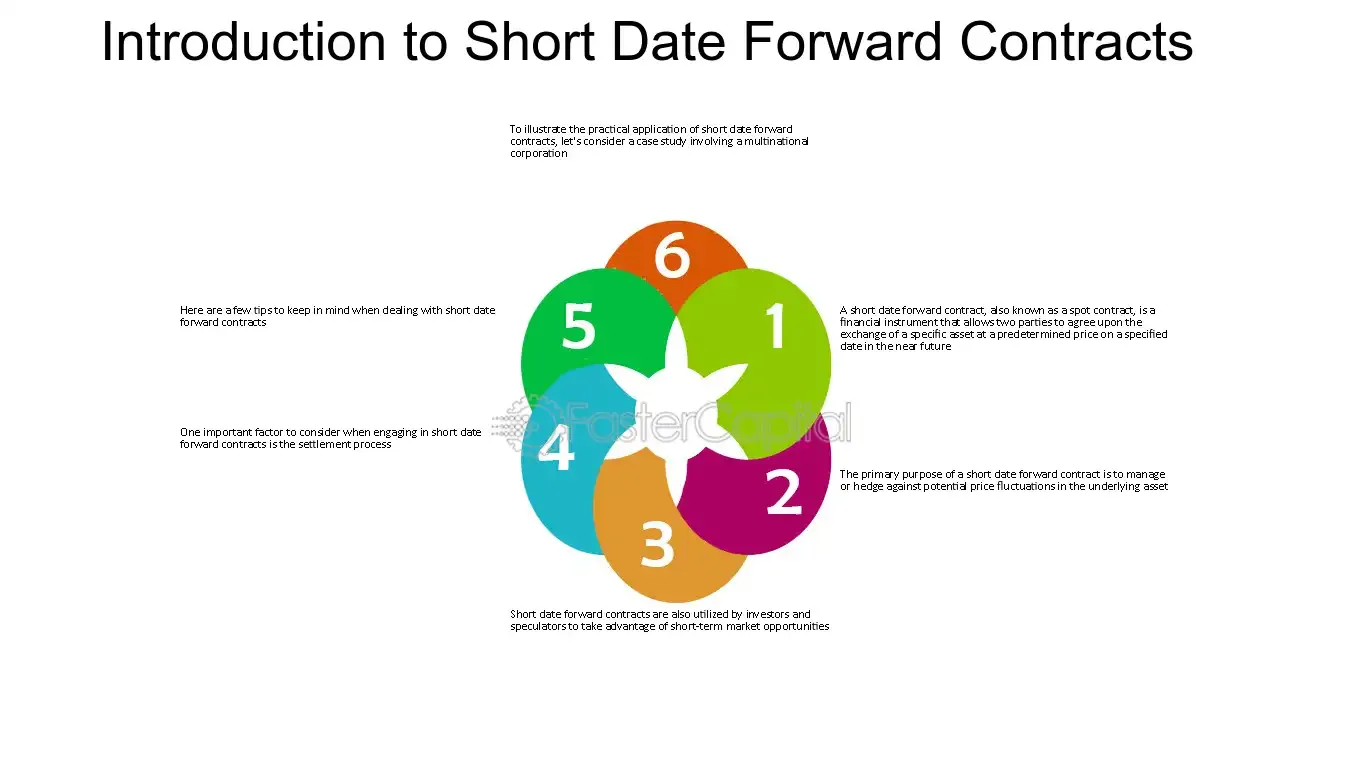 Introduction to Short Date Forward Contracts
To illustrate the practical application of short date forward
contracts, let's consider a case study involving a multinational
corporation
6
5
1
Here are a few tips to keep in mind when dealing with short date
forward contracts
A short date forward contract, also known as a spot contract, is a
financial instrument that allows two parties to agree upon the
exchange of a specific asset at a predetermined price on a specified
date in the near future
FasterCapital
One important factor to consider when engaging in short date
forward contracts is the settlement process
4
2
The primary purpose of a short date forward contract is to manage
or hedge against potential price fluctuations in the underlying asset
3
Short date forward contracts are also utilized by investors and
speculators to take advantage of short-term market opportunities